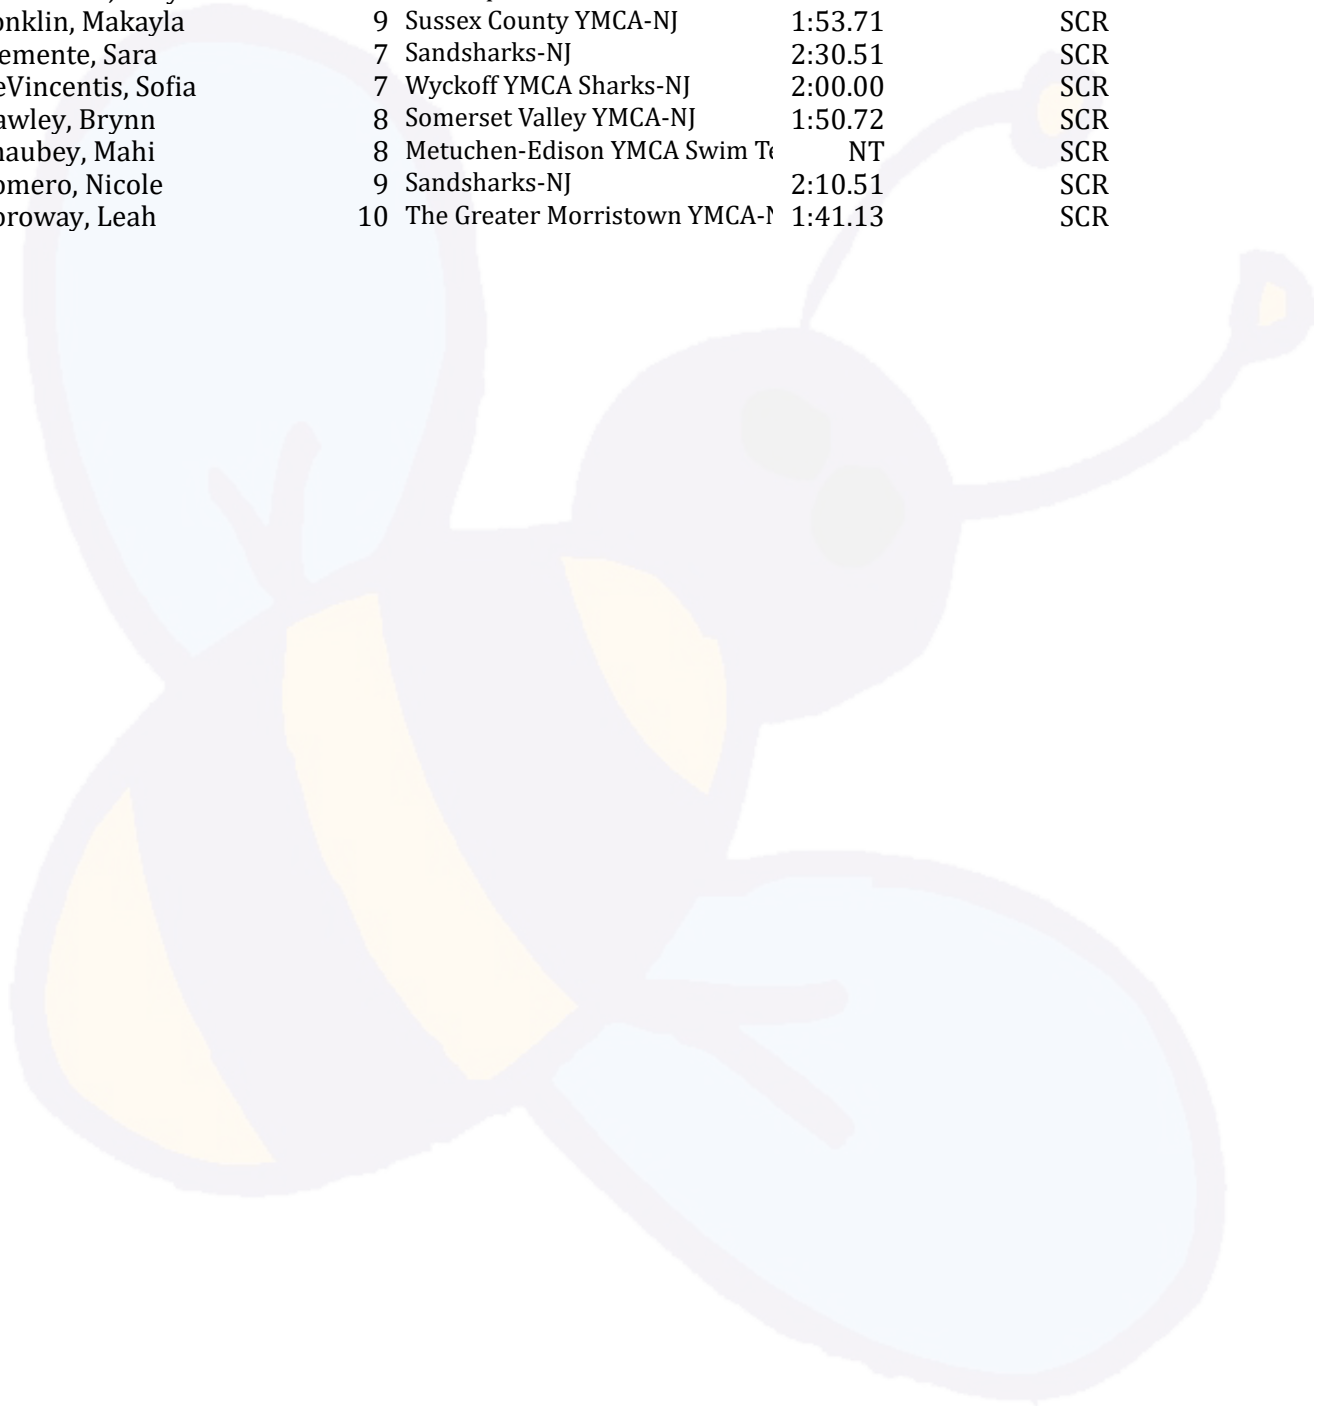 onklin, Makayla 9 Sussex County YMCA-NJ 1:53.71 SCR
emente, Sara 7 Sandsharks-NJ 2:30.51 SCR
eVincentis, Sofia 7 Wyckoff YMCA Sharks-NJ 2:00.00 SCR
awley, Brynn 8 Somerset Valley YMCA-NJ 1:50.72 SCR
haubey, Mahi 8 Metuchen-Edison YMCA Swim Te NT SCR
omero, Nicole 9 Sandsharks-NJ 2:10.51 SCR
oroway, Leah 10 The Greater Morristown YMCA-N 1:41.13 SCR